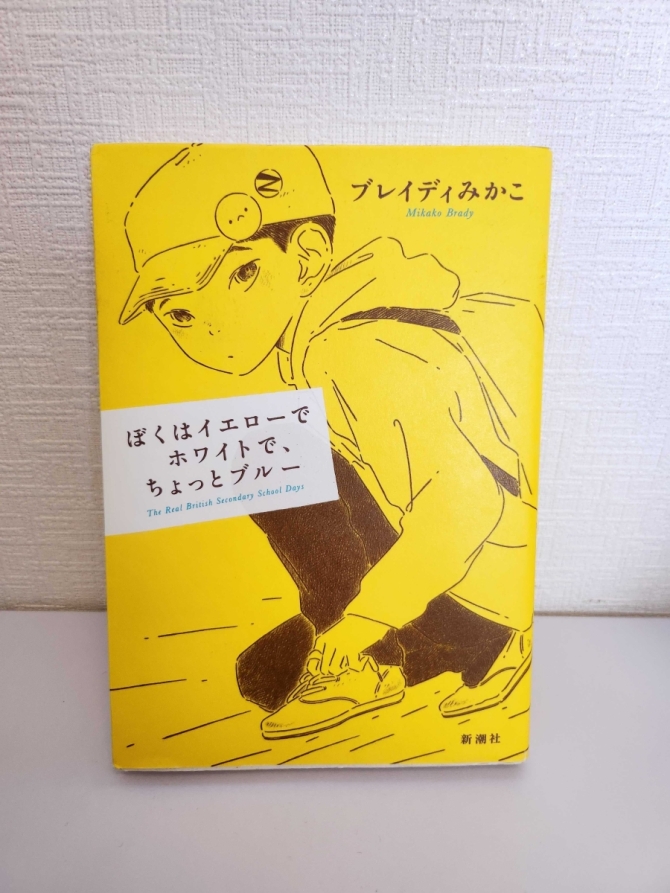 ブレイディみかこ
Mikako Brady
ぼくはイエローで
ホワイトで、
ちょっとブルー
The Real British Secondary School Days
新潮社